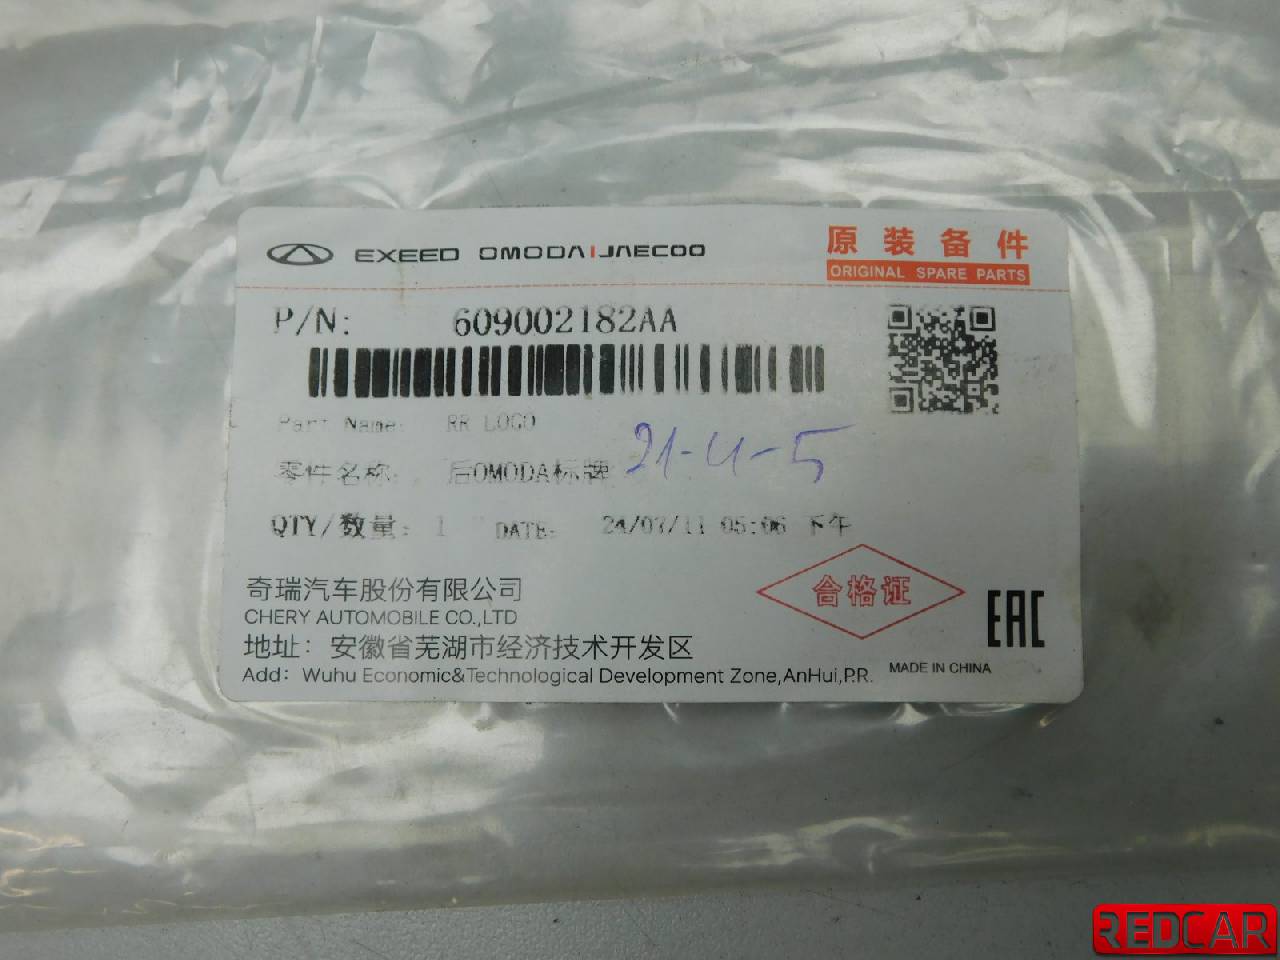 EXEED OMODA|JAECOO
原装备件
ORIGINAL SPARE PARTS
P/N: 609002182AA
Part Name: RR LOGO
零件名称: 后OMODA标牌
21-4-5
QTY/数量: 1 DATE: 24/07/11 05:06 下午
奇瑞汽车股份有限公司
CHERY AUTOMOBILE CO.,LTD
合格证
EAC
地址：安徽省芜湖市经济技术开发区
Add: Wuhu Economic&Technological Development Zone,AnHui,P.R.
MADE IN CHINA
REDCAR